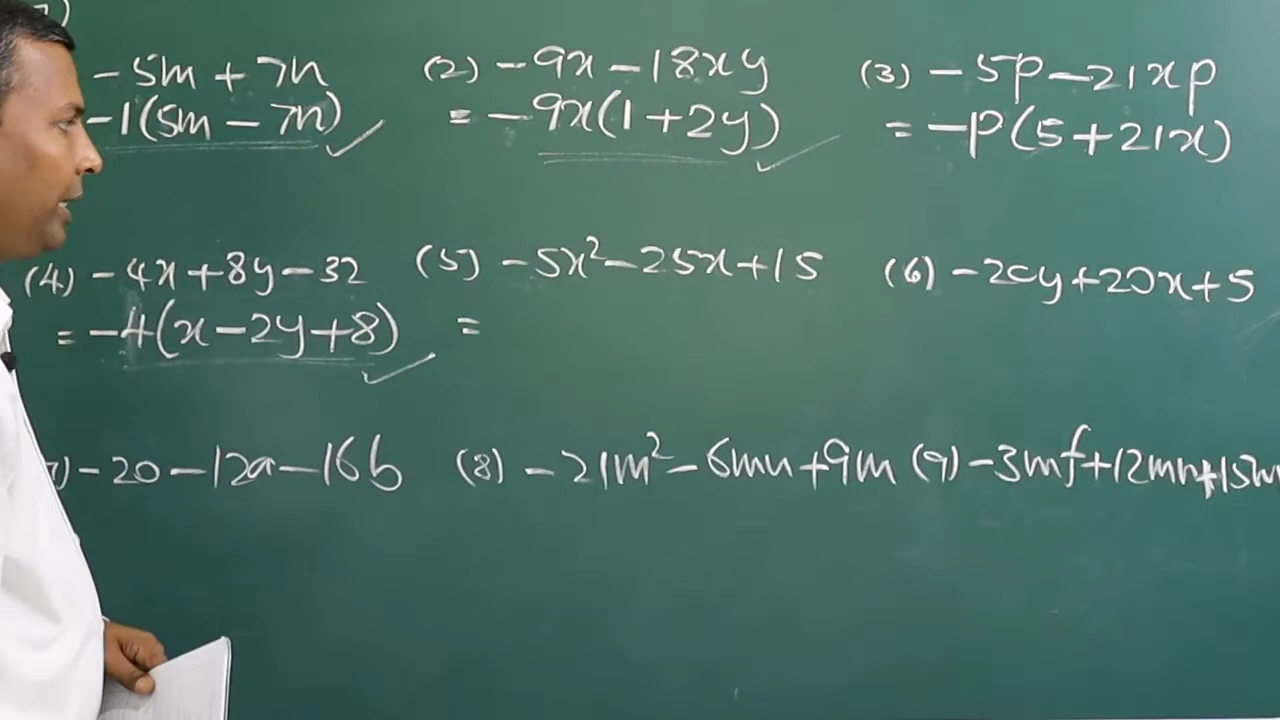 -5m + 7n
-1(5m - 7n)
(2) -9x - 18xy
= -9x(1 + 2y)
(3) -5p - 21xp
= -p(5 + 21x)
(4) -4x + 8y - 32
= -4(x - 2y + 8)
(5) -5x² - 25x + 15
=
(6) -20y + 20x + 5
) -20 - 12a - 16b
(8) -21m² - 6mn + 9m
(9) -3mf + 12mn + 15m